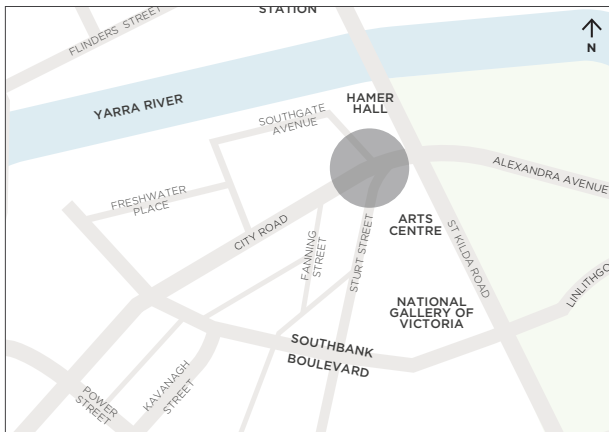 STATION
FLINDERS STREET
N
YARRA RIVER
HAMER
HALL
SOUTHGATE
AVENUE
ALEXANDRA AVENUE
FRESHWATER
PLACE
CITY ROAD
ARTS
CENTRE
ST KILDA ROAD
FANNING
STREET
STURT STREET
LINLITHGO
NATIONAL
GALLERY OF
VICTORIA
SOUTHBANK
BOULEVARD
KAVANAGH
STREET
POWER
STREET